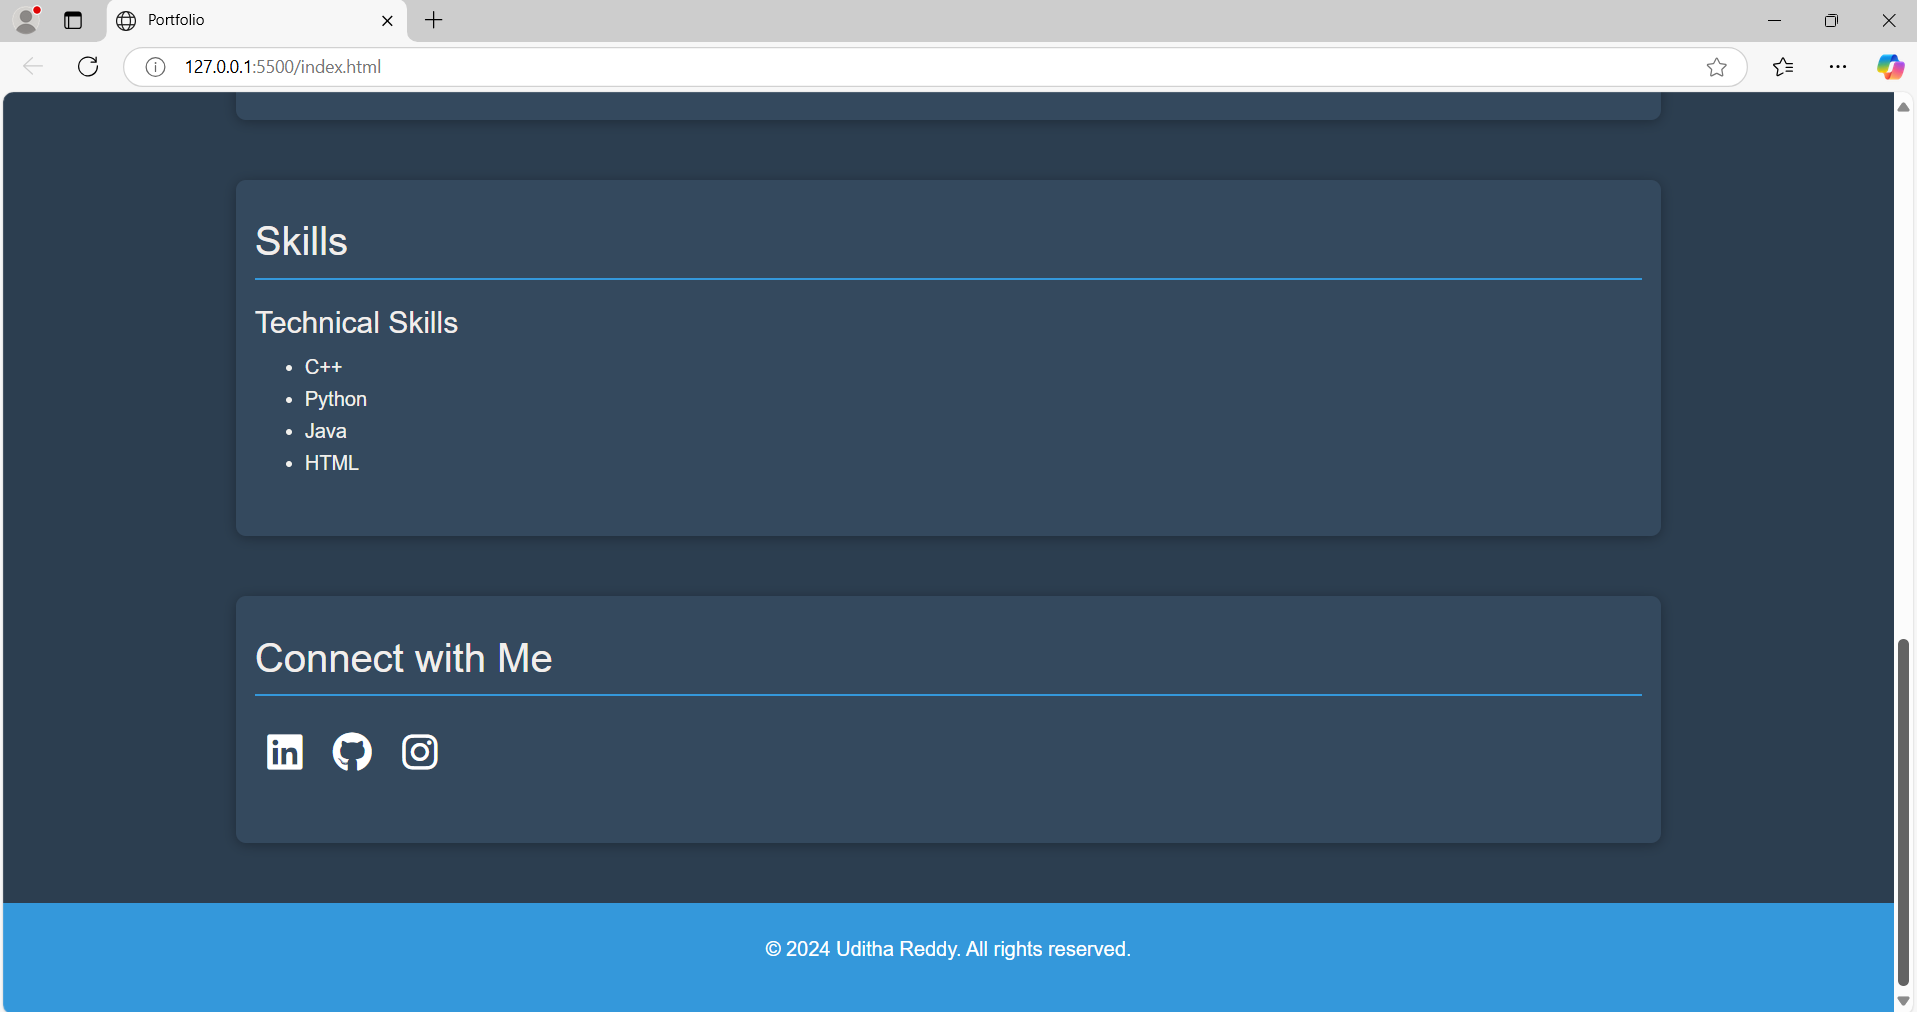 Portfolio
127.0.0.1:5500/index.html
Skills
Technical Skills
• C++
• Python
• Java
• HTML
Connect with Me
in
© 2024 Uditha Reddy. All rights reserved.